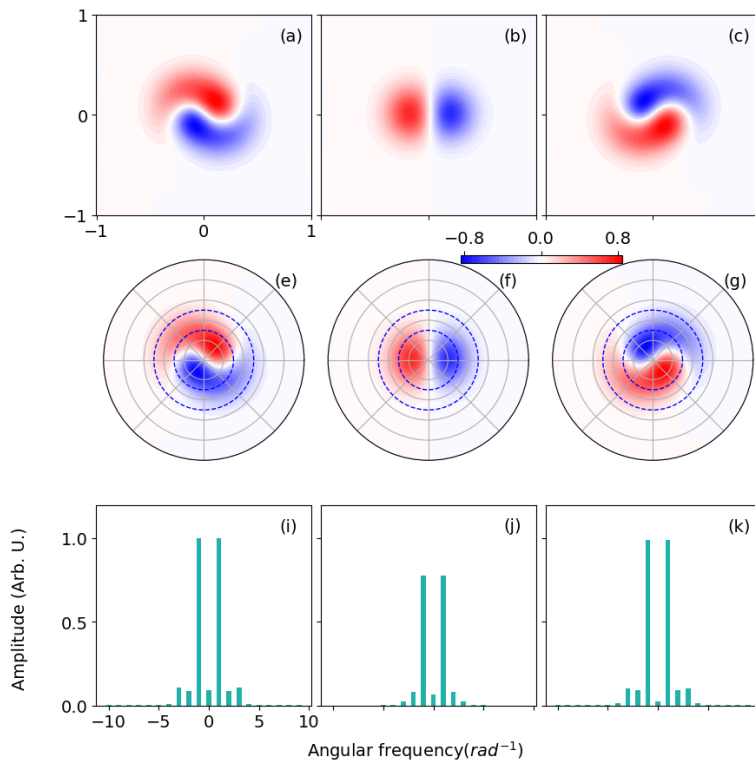 1
(a)
(b)
(c)
0
−1
−1
0
1
−0.8
0.0
0.8
(e)
(f)
(g)
Amplitude (Arb. U.)
1.0
0.5
0.0
(i)
(j)
(k)
−10
−5
0
5
10
Angular frequency(rad⁻¹)